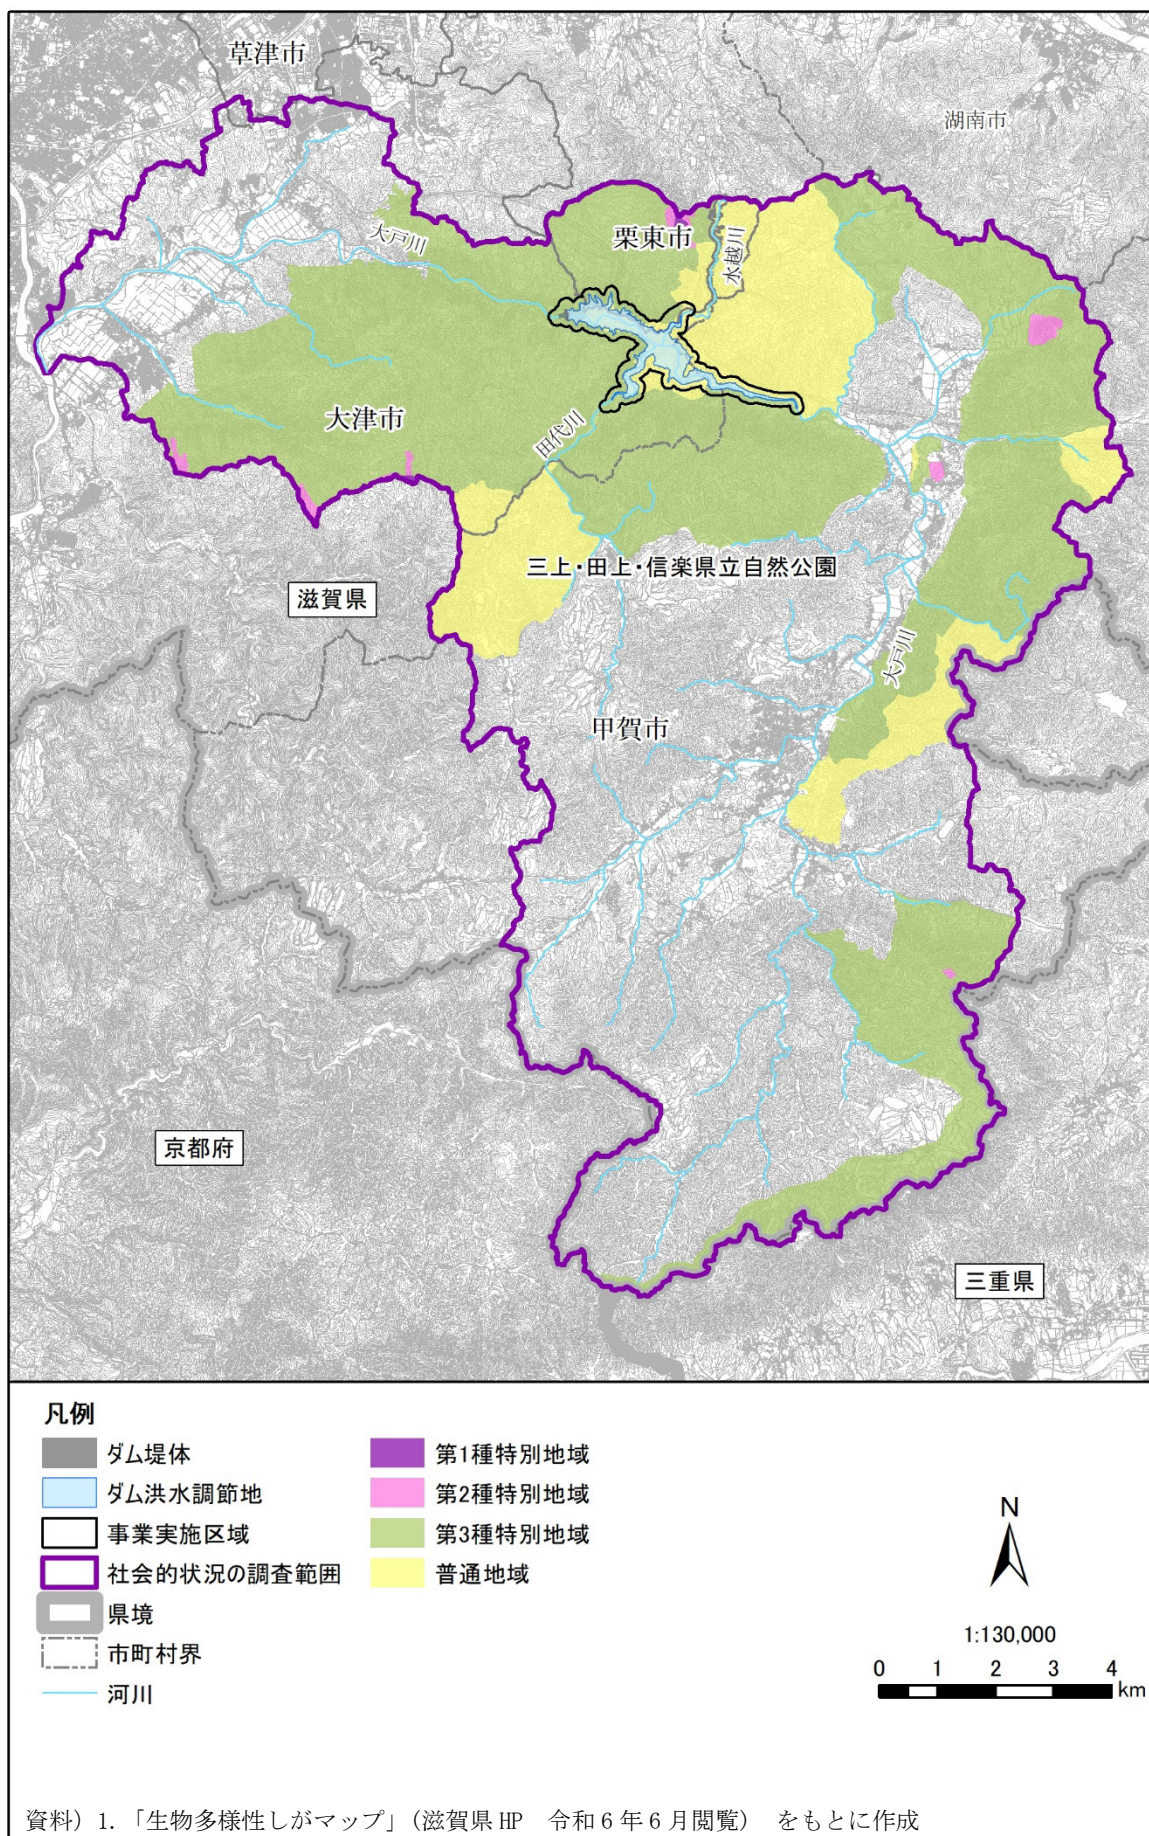 草津市
湖南市
大戸川
栗東市
水越川
大津市
田代川
三上・田上・信楽県立自然公園
滋賀県
大戸川
甲賀市
京都府
三重県
凡例
ダム堤体
ダム洪水調節地
事業実施区域
社会的状況の調査範囲
県境
市町村界
河川
第1種特別地域
第2種特別地域
第3種特別地域
普通地域
N
1:130,000
0 1 2 3 4
km
資料）1.「生物多様性しがマップ」（滋賀県 HP　令和 6 年 6 月閲覧）　をもとに作成